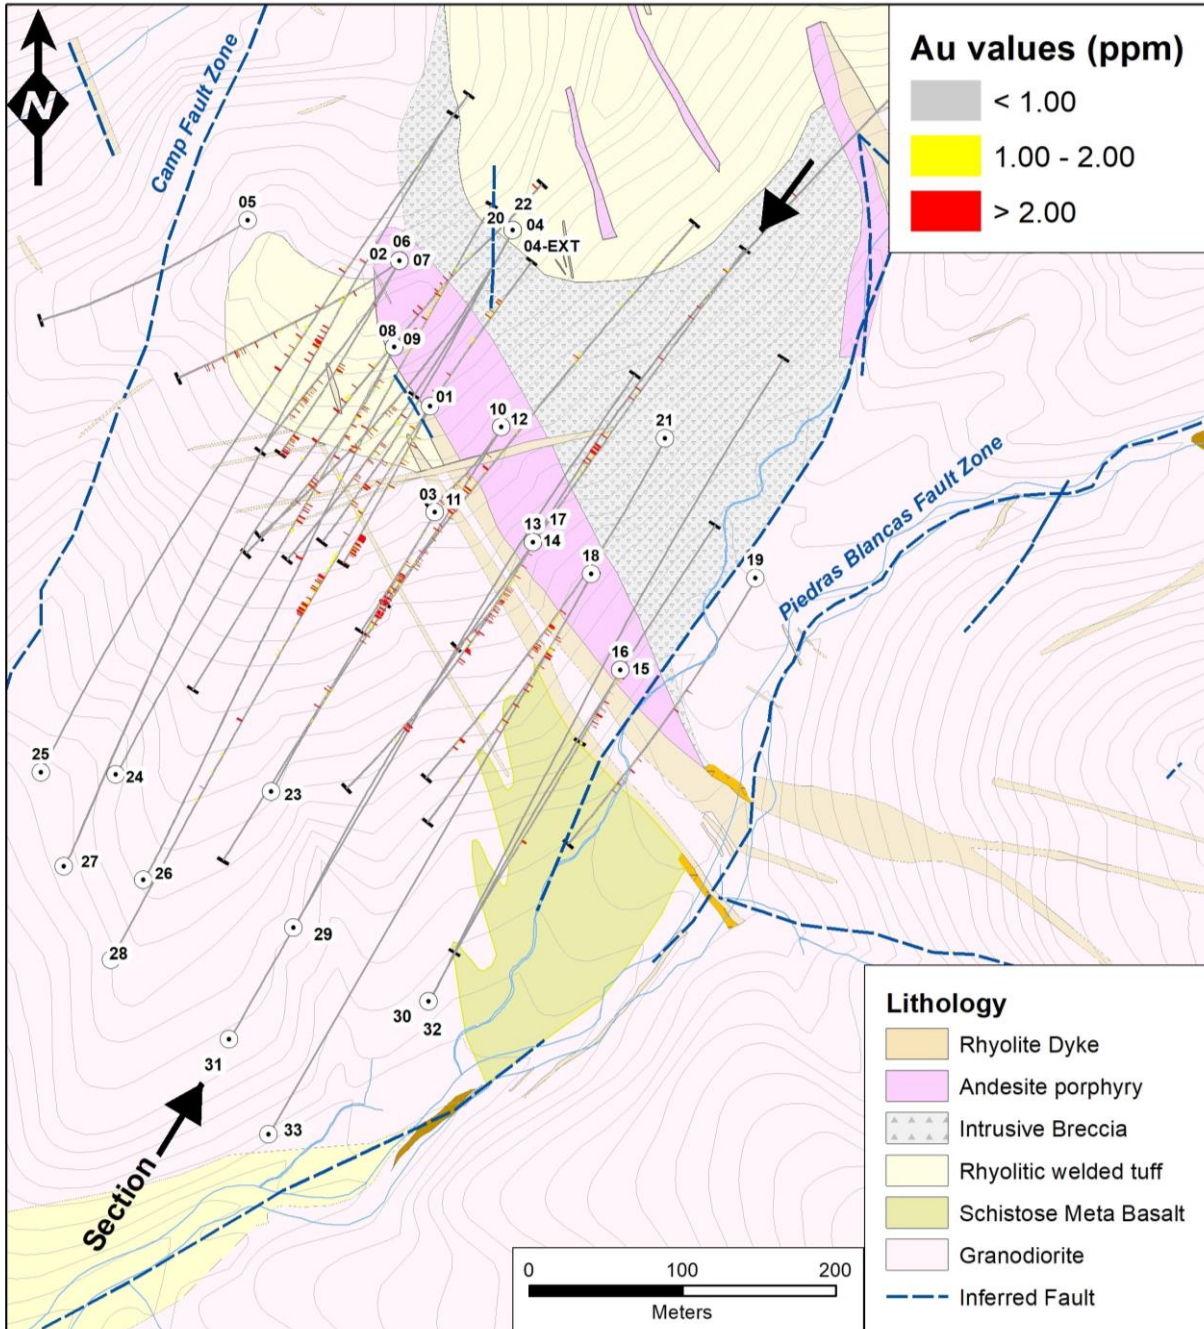 Au values (ppm)
< 1.00
1.00 - 2.00
> 2.00
N
Camp Fault Zone
05
22
20
04
04-EXT
06
02
07
08
09
01
10
12
21
03
11
13
17
14
18
19
Piedras Blancas Fault Zone
16
15
25
24
23
27
26
28
29
30
32
31
33
Section
0 100 200
Meters
Lithology
Rhyolite Dyke
Andesite porphyry
Intrusive Breccia
Rhyolitic welded tuff
Schistose Meta Basalt
Granodiorite
Inferred Fault